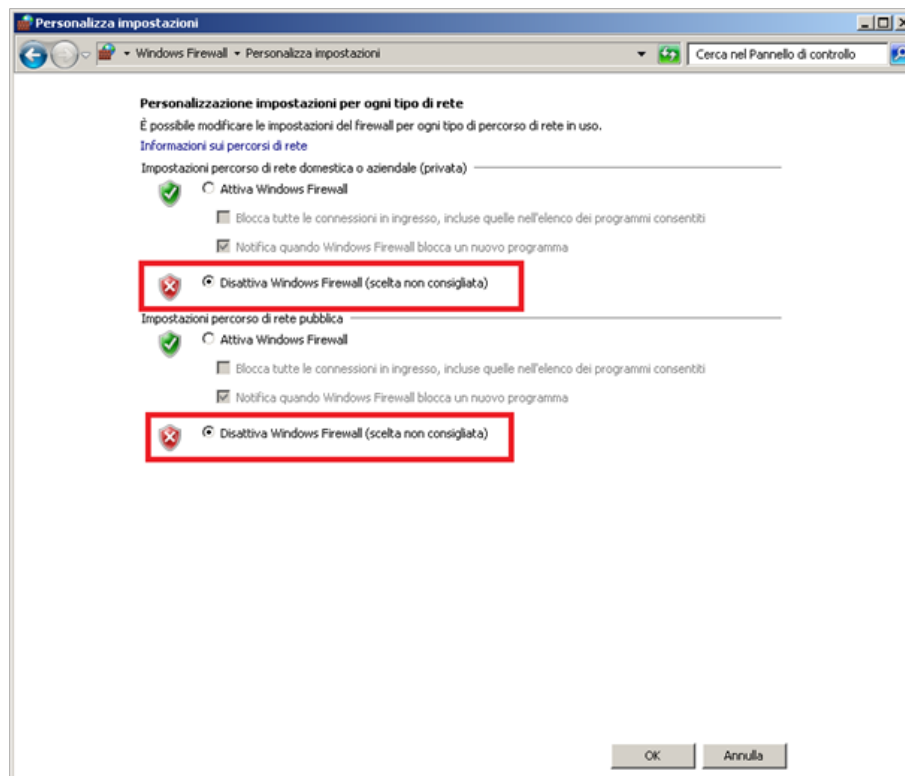 Personalizza impostazioni
Windows Firewall Personalizza impostazioni
Cerca nel Pannello di controllo
Personalizzazione impostazioni per ogni tipo di rete
È possibile modificare le impostazioni del firewall per ogni tipo di percorso di rete in uso.
Informazioni sui percorsi di rete
Impostazioni percorso di rete domestica o aziendale (privata)
Attiva Windows Firewall
Blocca tutte le connessioni in ingresso, incluse quelle nell'elenco dei programmi consentiti
Notifica quando Windows Firewall blocca un nuovo programma
Disattiva Windows Firewall (scelta non consigliata)
Impostazioni percorso di rete pubblica
Attiva Windows Firewall
Blocca tutte le connessioni in ingresso, incluse quelle nell'elenco dei programmi consentiti
Notifica quando Windows Firewall blocca un nuovo programma
Disattiva Windows Firewall (scelta non consigliata)
OK
Annulla